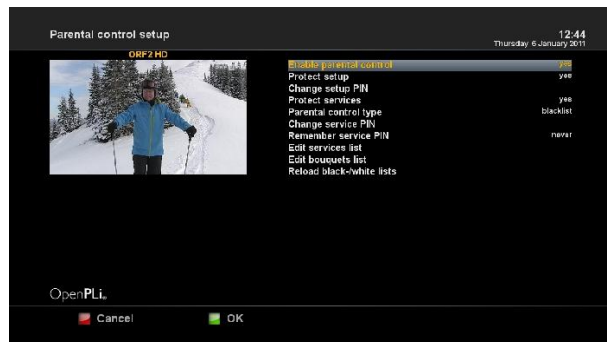 Parental control setup
12:44
Thursday 6 January 2011
ORF2 HD
Enable parental control yes
Protect setup yes
Change setup PIN
Protect services yes
Parental control type blacklist
Change service PIN
Remember service PIN never
Edit services list
Edit bouquets list
Reload black-/white lists
OpenPLi
Cancel OK